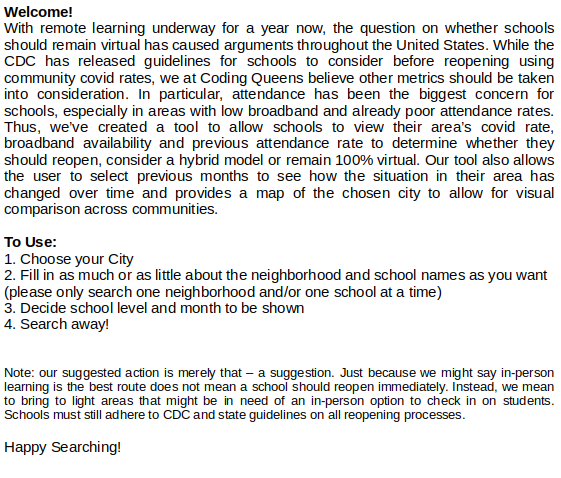 Welcome!
With remote learning underway for a year now, the question on whether schools
should remain virtual has caused arguments throughout the United States. While the
CDC has released guidelines for schools to consider before reopening using
community covid rates, we at Coding Queens believe other metrics should be taken
into consideration. In particular, attendance has been the biggest concern for
schools, especially in areas with low broadband and already poor attendance rates.
Thus, we've created a tool to allow schools to view their area's covid rate,
broadband availability and previous attendance rate to determine whether they
should reopen, consider a hybrid model or remain 100% virtual. Our tool also allows
the user to select previous months to see how the situation in their area has
changed over time and provides a map of the chosen city to allow for visual
comparison across communities.
To Use:
1. Choose your City
2. Fill in as much or as little about the neighborhood and school names as you want
(please only search one neighborhood and/or one school at a time)
3. Decide school level and month to be shown
4. Search away!
Note: our suggested action is merely that – a suggestion. Just because we might say in-person
learning is the best route does not mean a school should reopen immediately. Instead, we mean
to bring to light areas that might be in need of an in-person option to check in on students.
Schools must still adhere to CDC and state guidelines on all reopening processes.
Happy Searching!